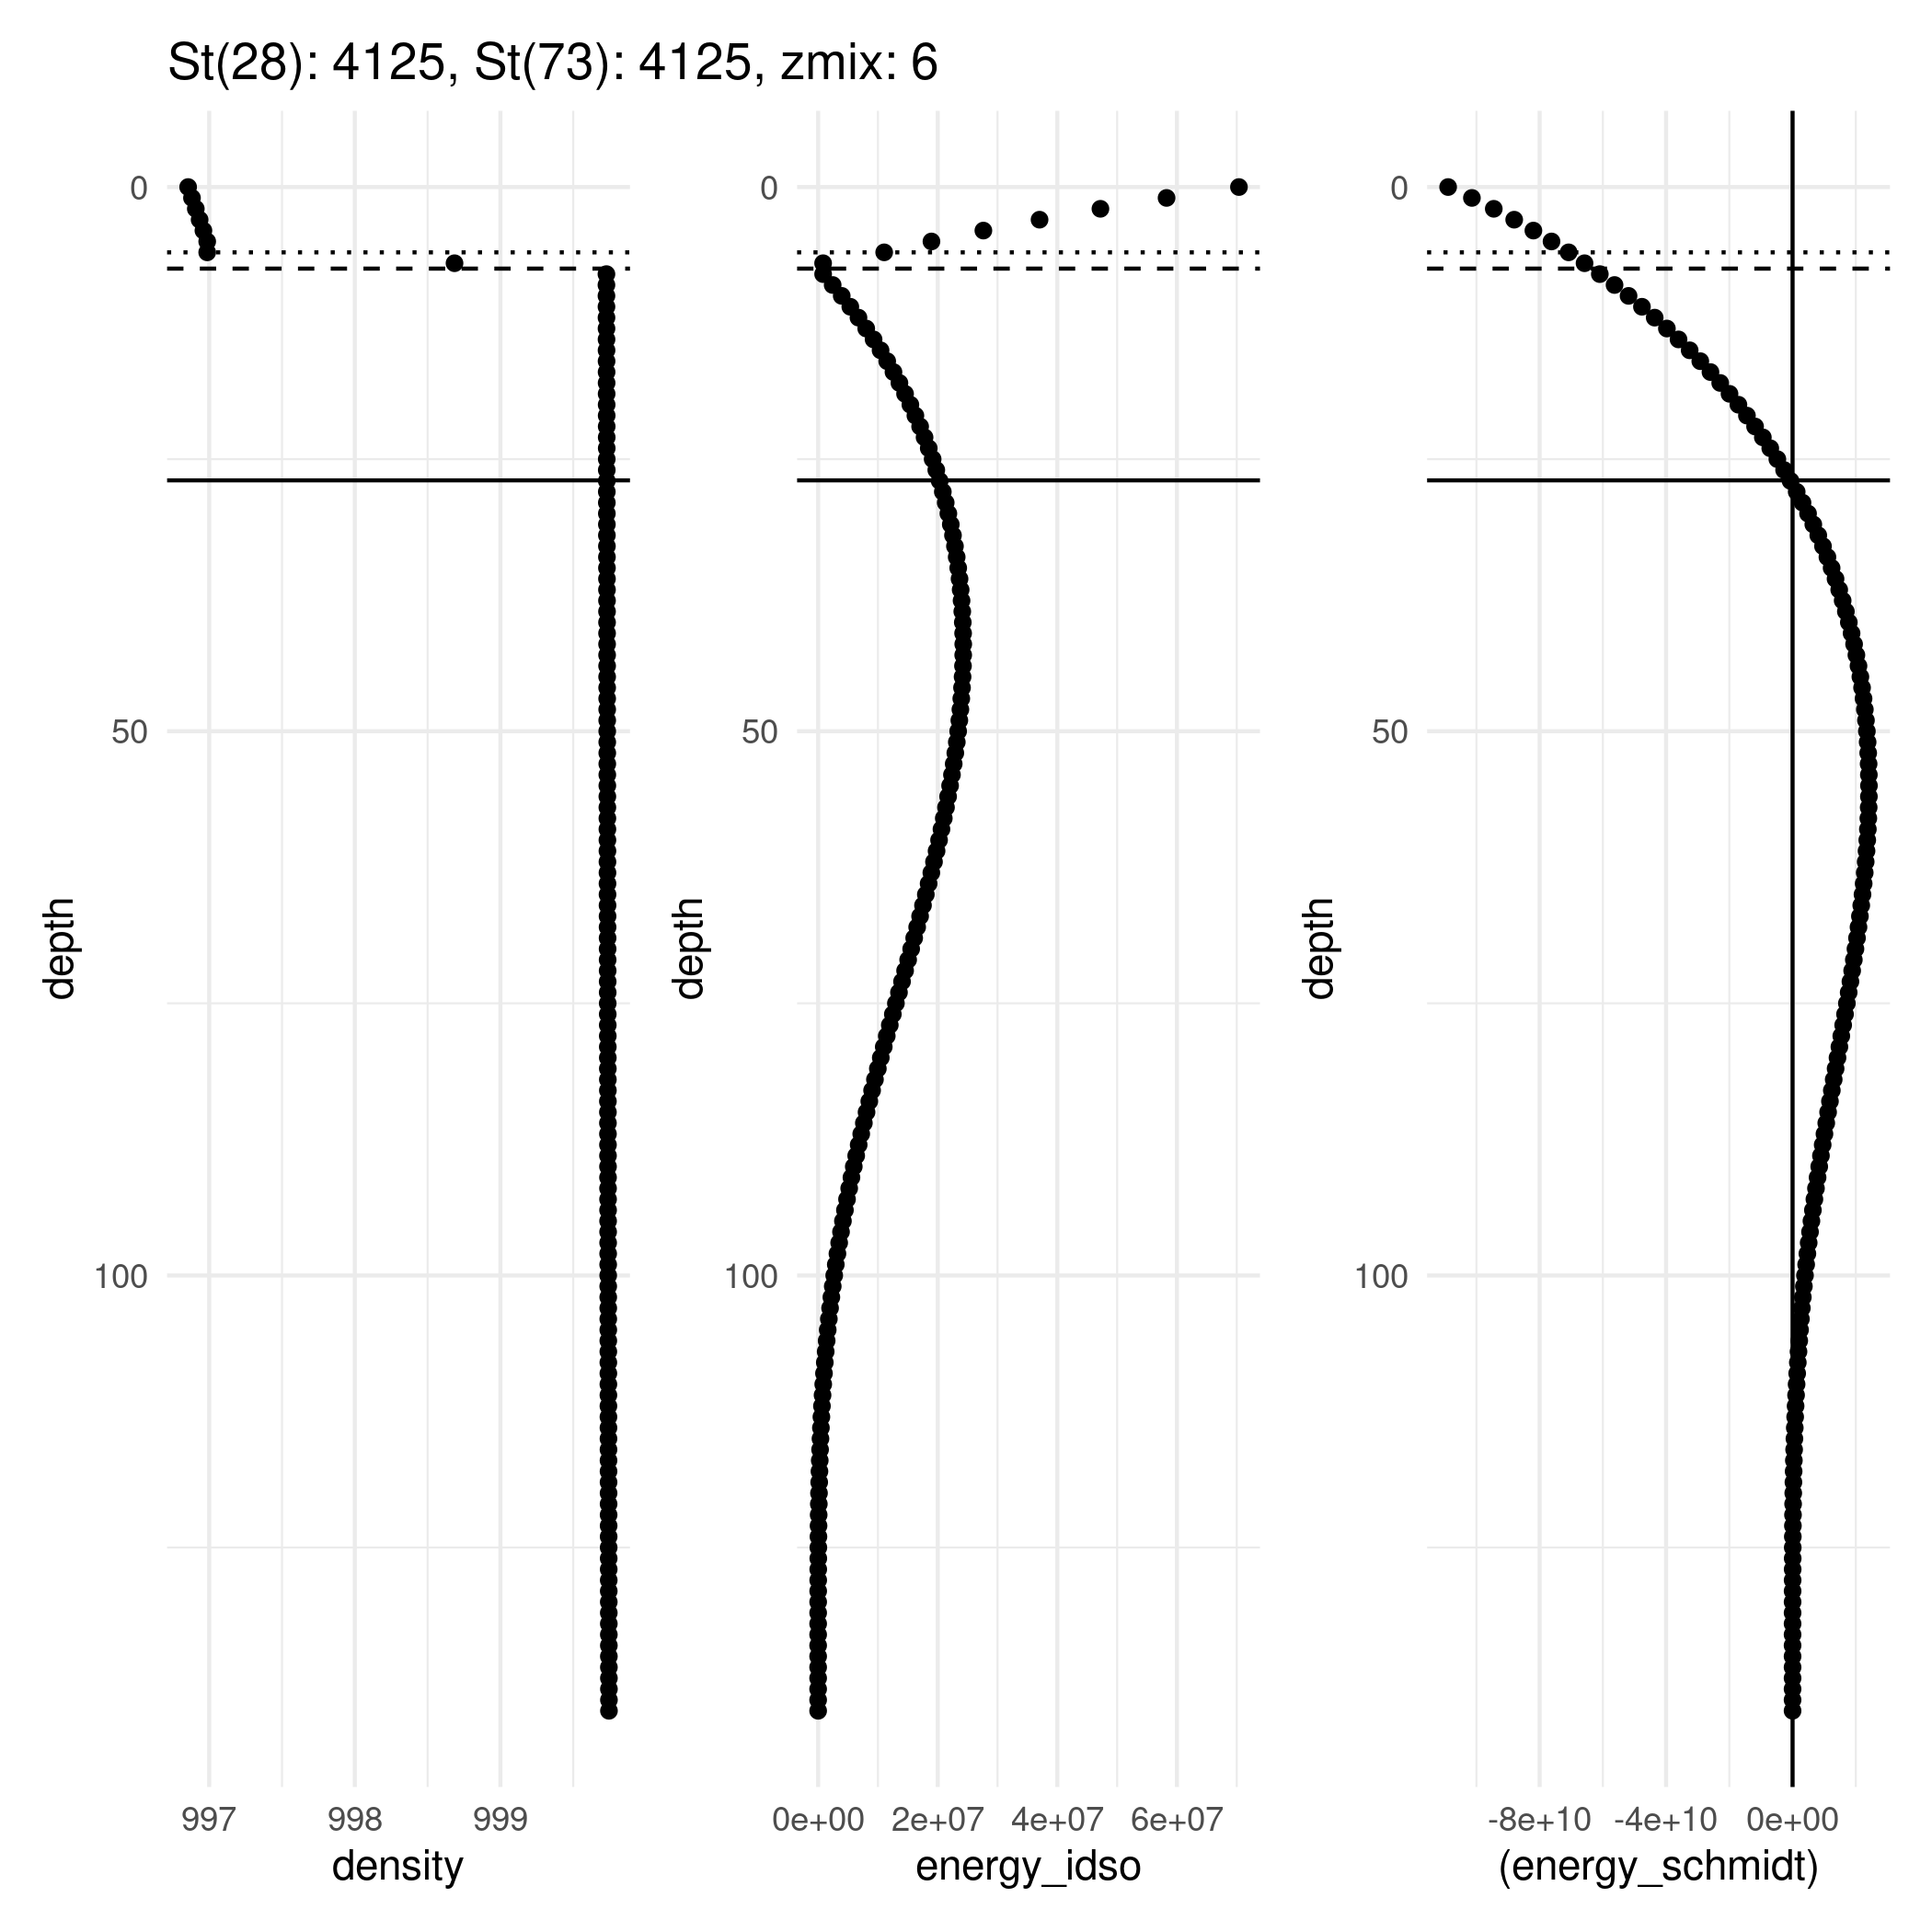 St(28): 4125, St(73): 4125, zmix: 6
0
50
100
depth
997 998 999
density
0
50
100
depth
0e+00 2e+07 4e+07 6e+07
energy_idso
0
50
100
depth
-8e+10 -4e+10 0e+00
(energy_schmidt)